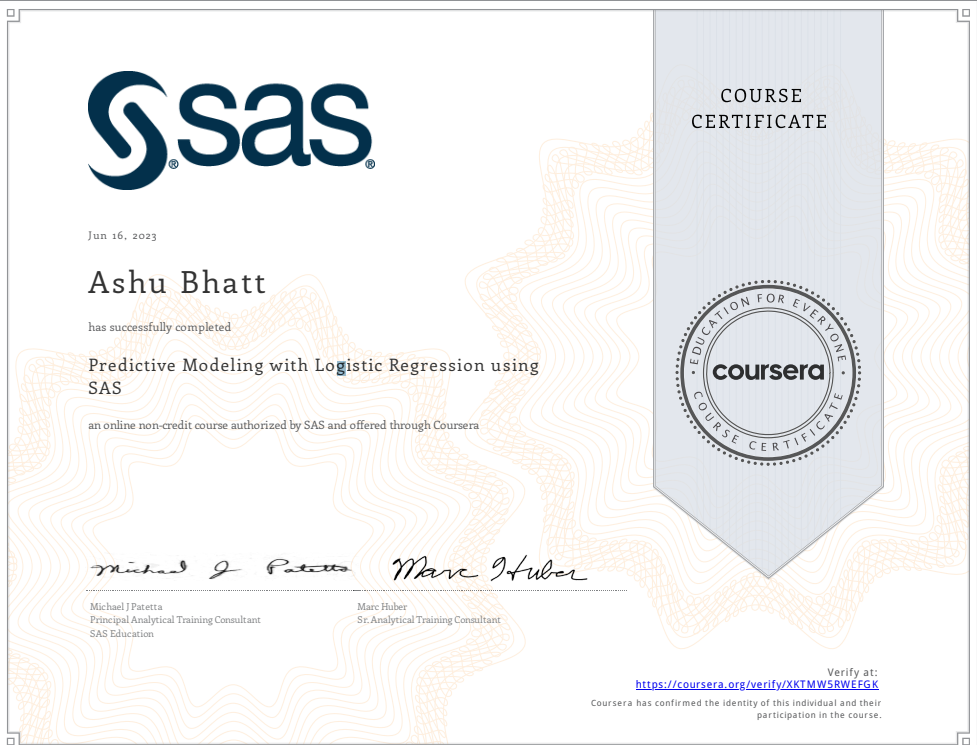 sas
®
®
COURSE
CERTIFICATE
Jun 16, 2023
Ashu Bhatt
has successfully completed
Predictive Modeling with Logistic Regression using
SAS
an online non-credit course authorized by SAS and offered through Coursera
EDUCATION FOR EVERYONE
coursera
COURSE CERTIFICATE
Michael J Patetta
Marc Huber
Michael J Patetta
Principal Analytical Training Consultant
SAS Education
Marc Huber
Sr. Analytical Training Consultant
Verify at:
https://coursera.org/verify/XKTMW5RWEFGK
Coursera has confirmed the identity of this individual and their
participation in the course.